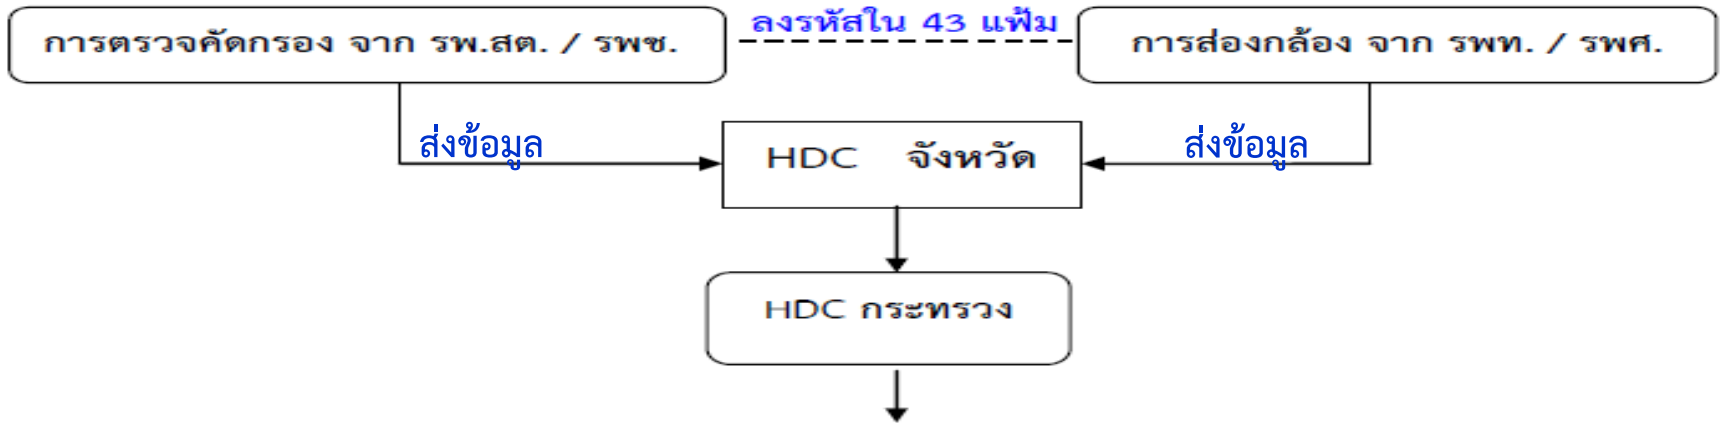 การตรวจคัดกรอง จาก รพ.สต. / รพช.
ลงรหัสใน 43 แฟ้ม
การส่องกล้อง จาก รพท. / รพศ.
ส่งข้อมูล
HDC จังหวัด
ส่งข้อมูล
HDC กระทรวง